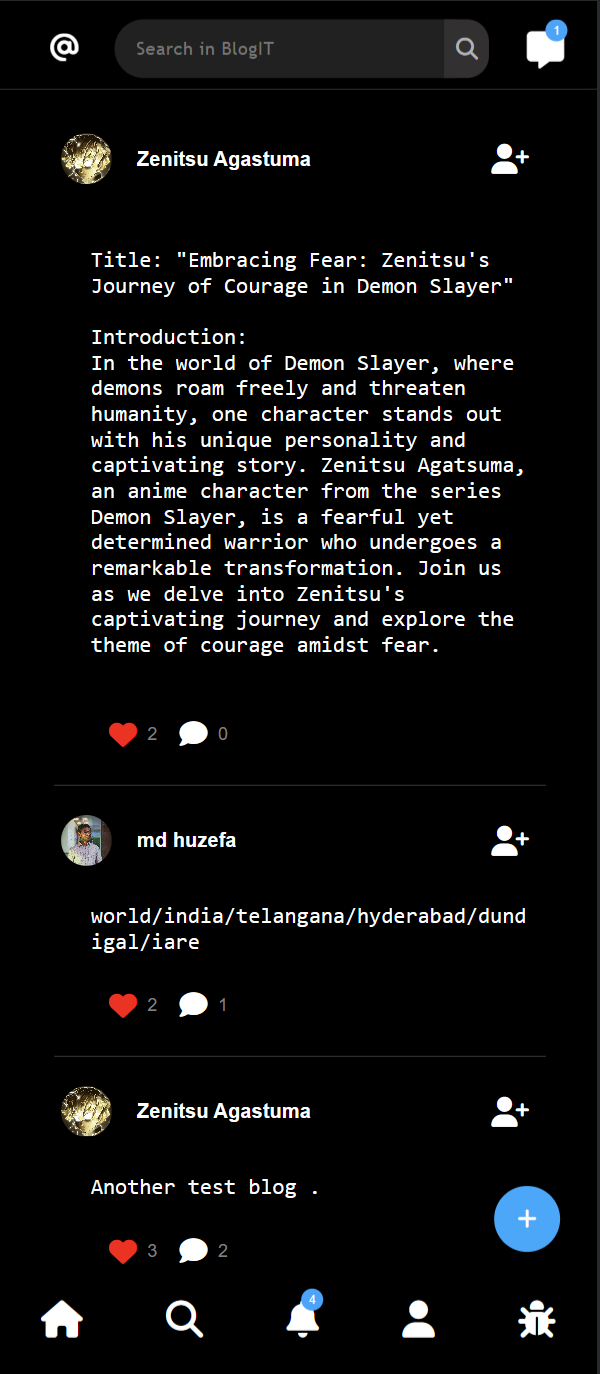 @
Search in BlogIT
1
Zenitsu Agastuma
Title: "Embracing Fear: Zenitsu's
Journey of Courage in Demon Slayer"
Introduction:
In the world of Demon Slayer, where
demons roam freely and threaten
humanity, one character stands out
with his unique personality and
captivating story. Zenitsu Agatsuma,
an anime character from the series
Demon Slayer, is a fearful yet
determined warrior who undergoes a
remarkable transformation. Join us
as we delve into Zenitsu's
captivating journey and explore the
theme of courage amidst fear.
2 0
md huzefa
world/india/telangana/hyderabad/dund
igal/iare
2 1
Zenitsu Agastuma
Another test blog .
3 2
4